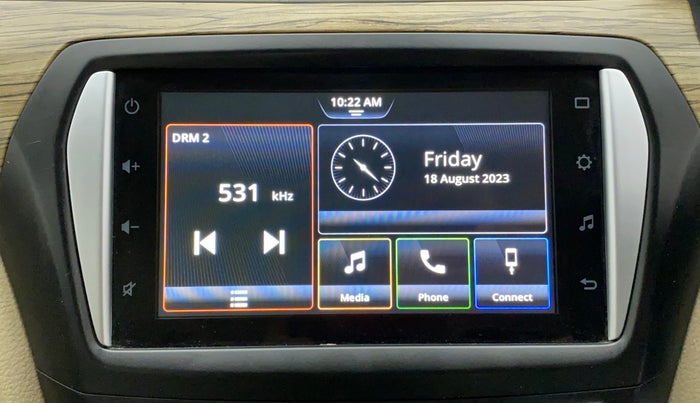 10:22 AM
DRM 2
531 kHz
Friday
18 August 2023
Media
Phone
Connect